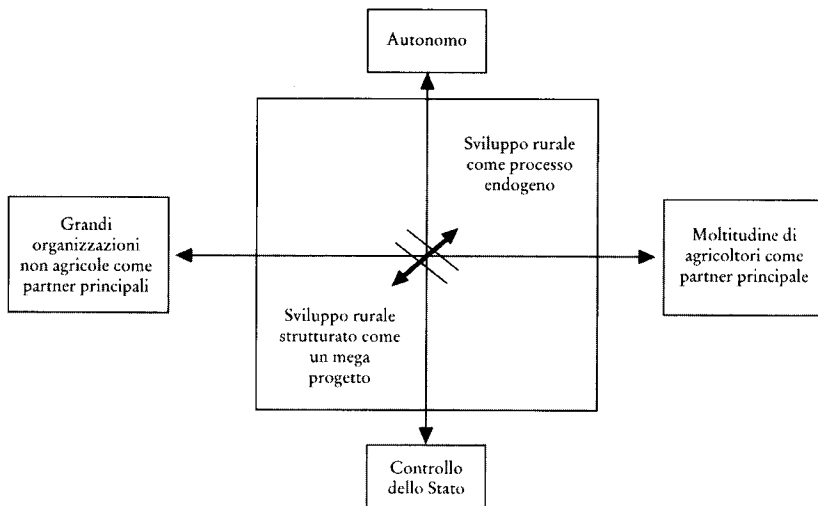 Autonomo
Sviluppo rurale
come processo
endogeno
Grandi
organizzazioni
non agricole come
partner principali
Moltitudine di
agricoltori come
partner principale
Sviluppo rurale
strutturato come
un mega
progetto
Controllo
dello Stato